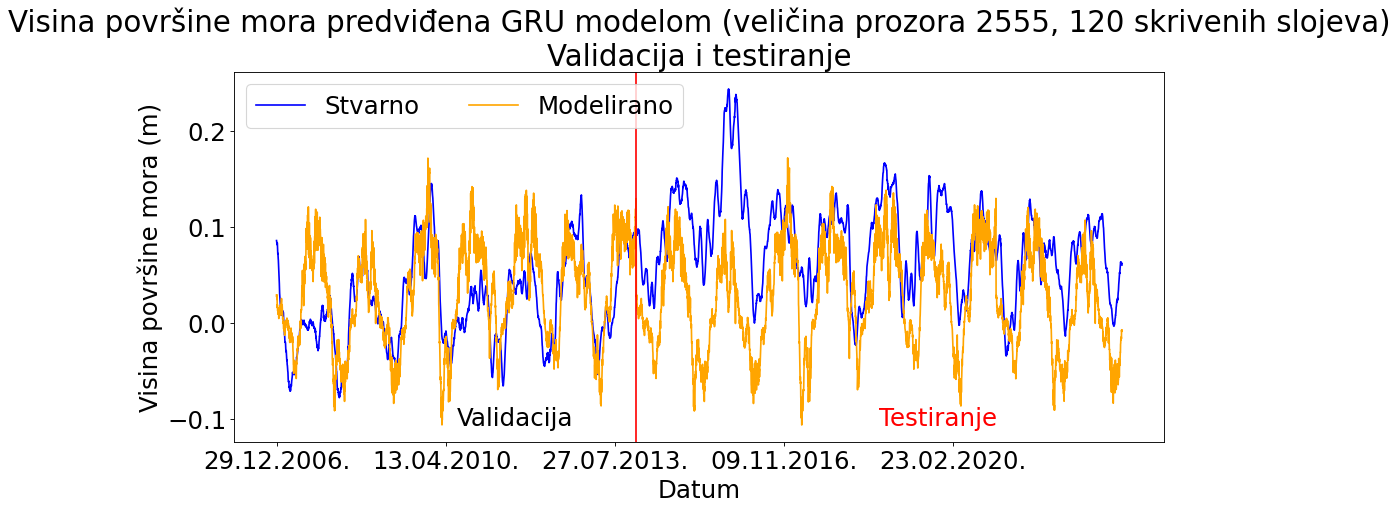 Visina površine mora predviđena GRU modelom (veličina prozora 2555, 120 skrivenih slojeva)
Validacija i testiranje
Stvarno
Modelirano
Visina površine mora (m)
0.2
0.1
0.0
−0.1
Validacija
Testiranje
29.12.2006.
13.04.2010.
27.07.2013.
09.11.2016.
23.02.2020.
Datum